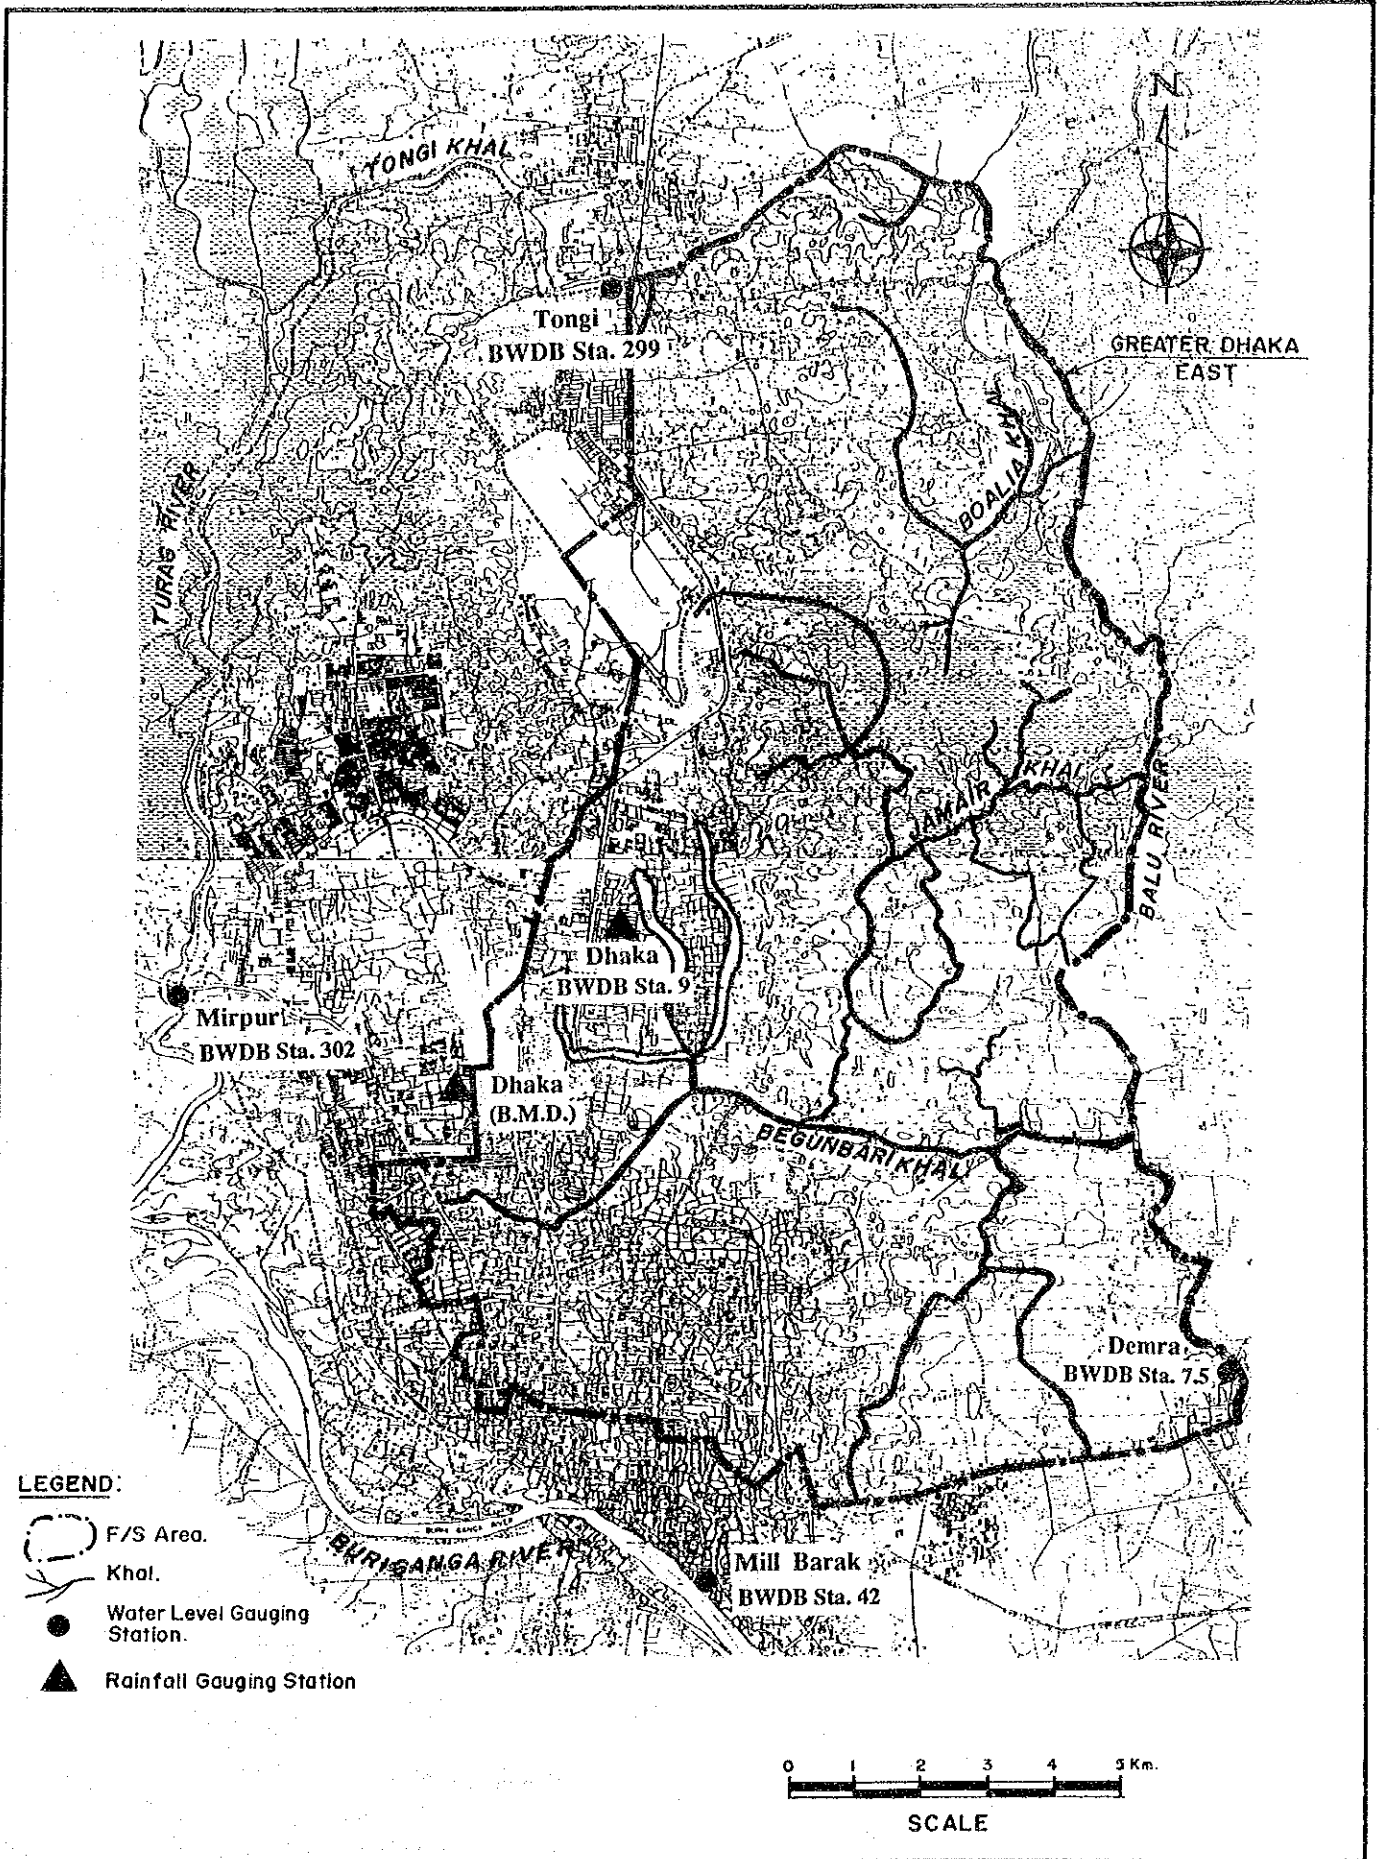 N
TONGI KHAL
Tongi
BWDB Sta. 299
GREATER DHAKA
EAST
BOALIA KHAL
TURAG RIVER
JAMAIR KHAL
BALU RIVER
Dhaka
BWDB Sta. 9
Mirpur
BWDB Sta. 302
Dhaka
(B.M.D.)
BEGUNBARI KHAL
Demra
BWDB Sta. 7.5
LEGEND:
F/S Area.
Khal.
Water Level Gauging
Station.
Rainfall Gauging Station
BURI GANGA RIVER
BURIGANGA RIVER
Mill Barak
BWDB Sta. 42
0 1 2 3 4 5 Km.
SCALE